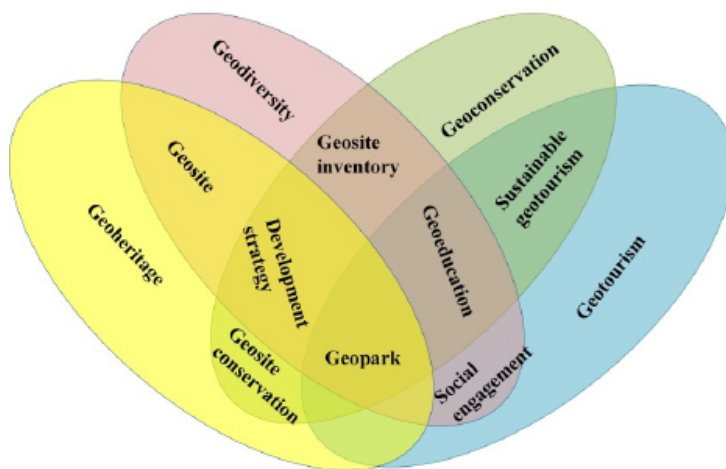 Geodiversity
Geoconservation
Geosite
Geosite
inventory
Sustainable
geotourism
Geoheritage
Development
strategy
Geoeducation
Geotourism
Geosite
conservation
Geopark
Social
engagement